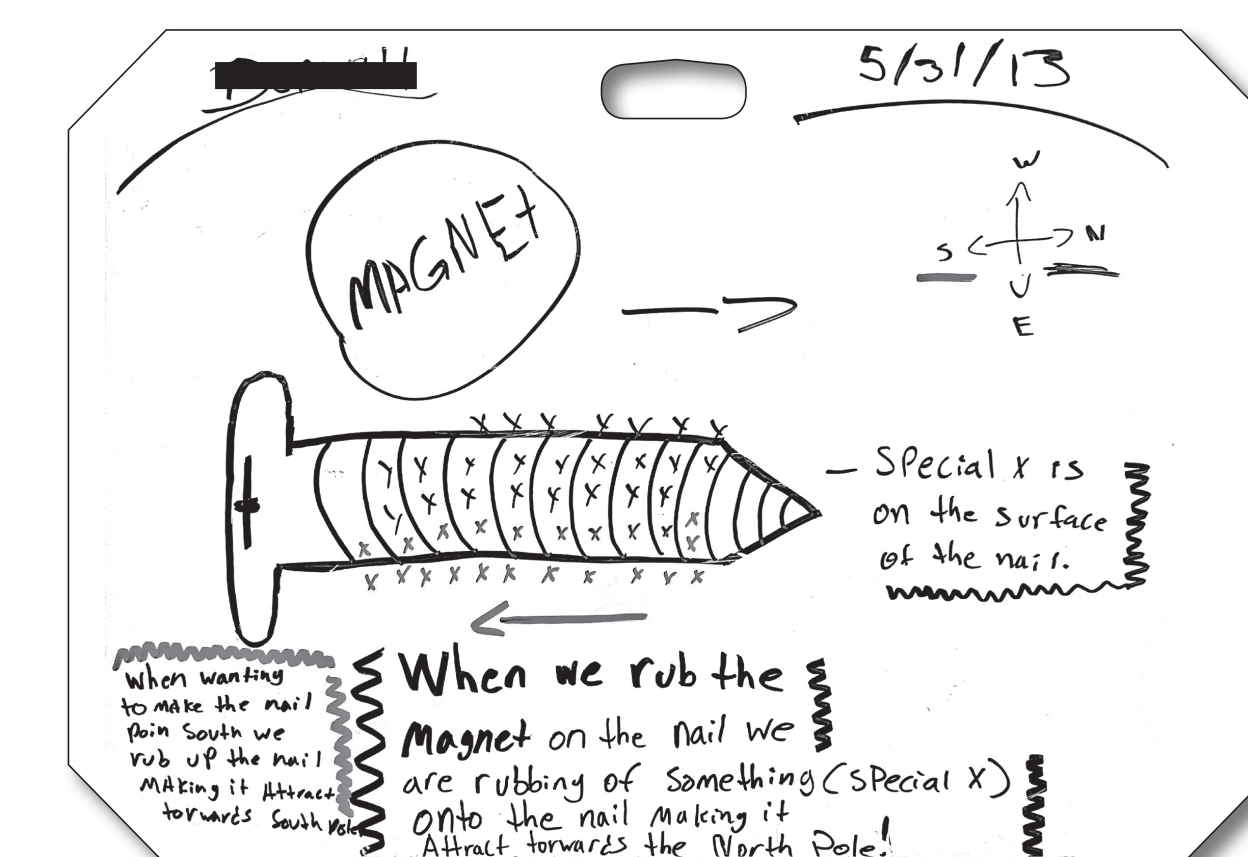 5/31/13
MAGNEt
W
S N
E
SPecial x is
on the surface
of the nail.
When wanting
to make the nail
Poin South we
rub up the nail
MAking it Attract
torwards South Pole
When we rub the
Magnet on the nail we
are rubbing of Something (SPecial X)
onto the nail Making it
Attract torwards the North Pole!